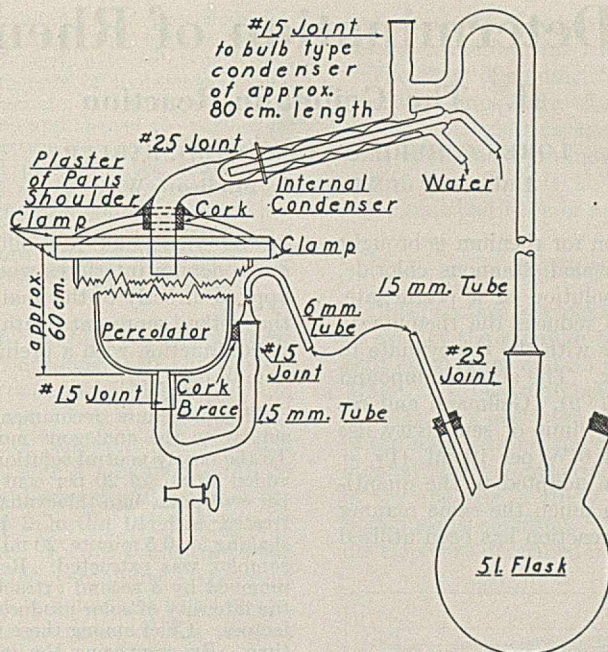 #15 Joint
to bulb type
condenser
of approx.
80 cm. length
#25 Joint
Plaster
of Paris
Shoulder
Clamp
Cork
Internal
Condenser
Water
Clamp
approx.
60 cm.
Percolator
6 mm.
Tube
15 mm. Tube
#15
Joint
#25
Joint
#15 Joint
Cork
Brace
15 mm. Tube
5 l. Flask